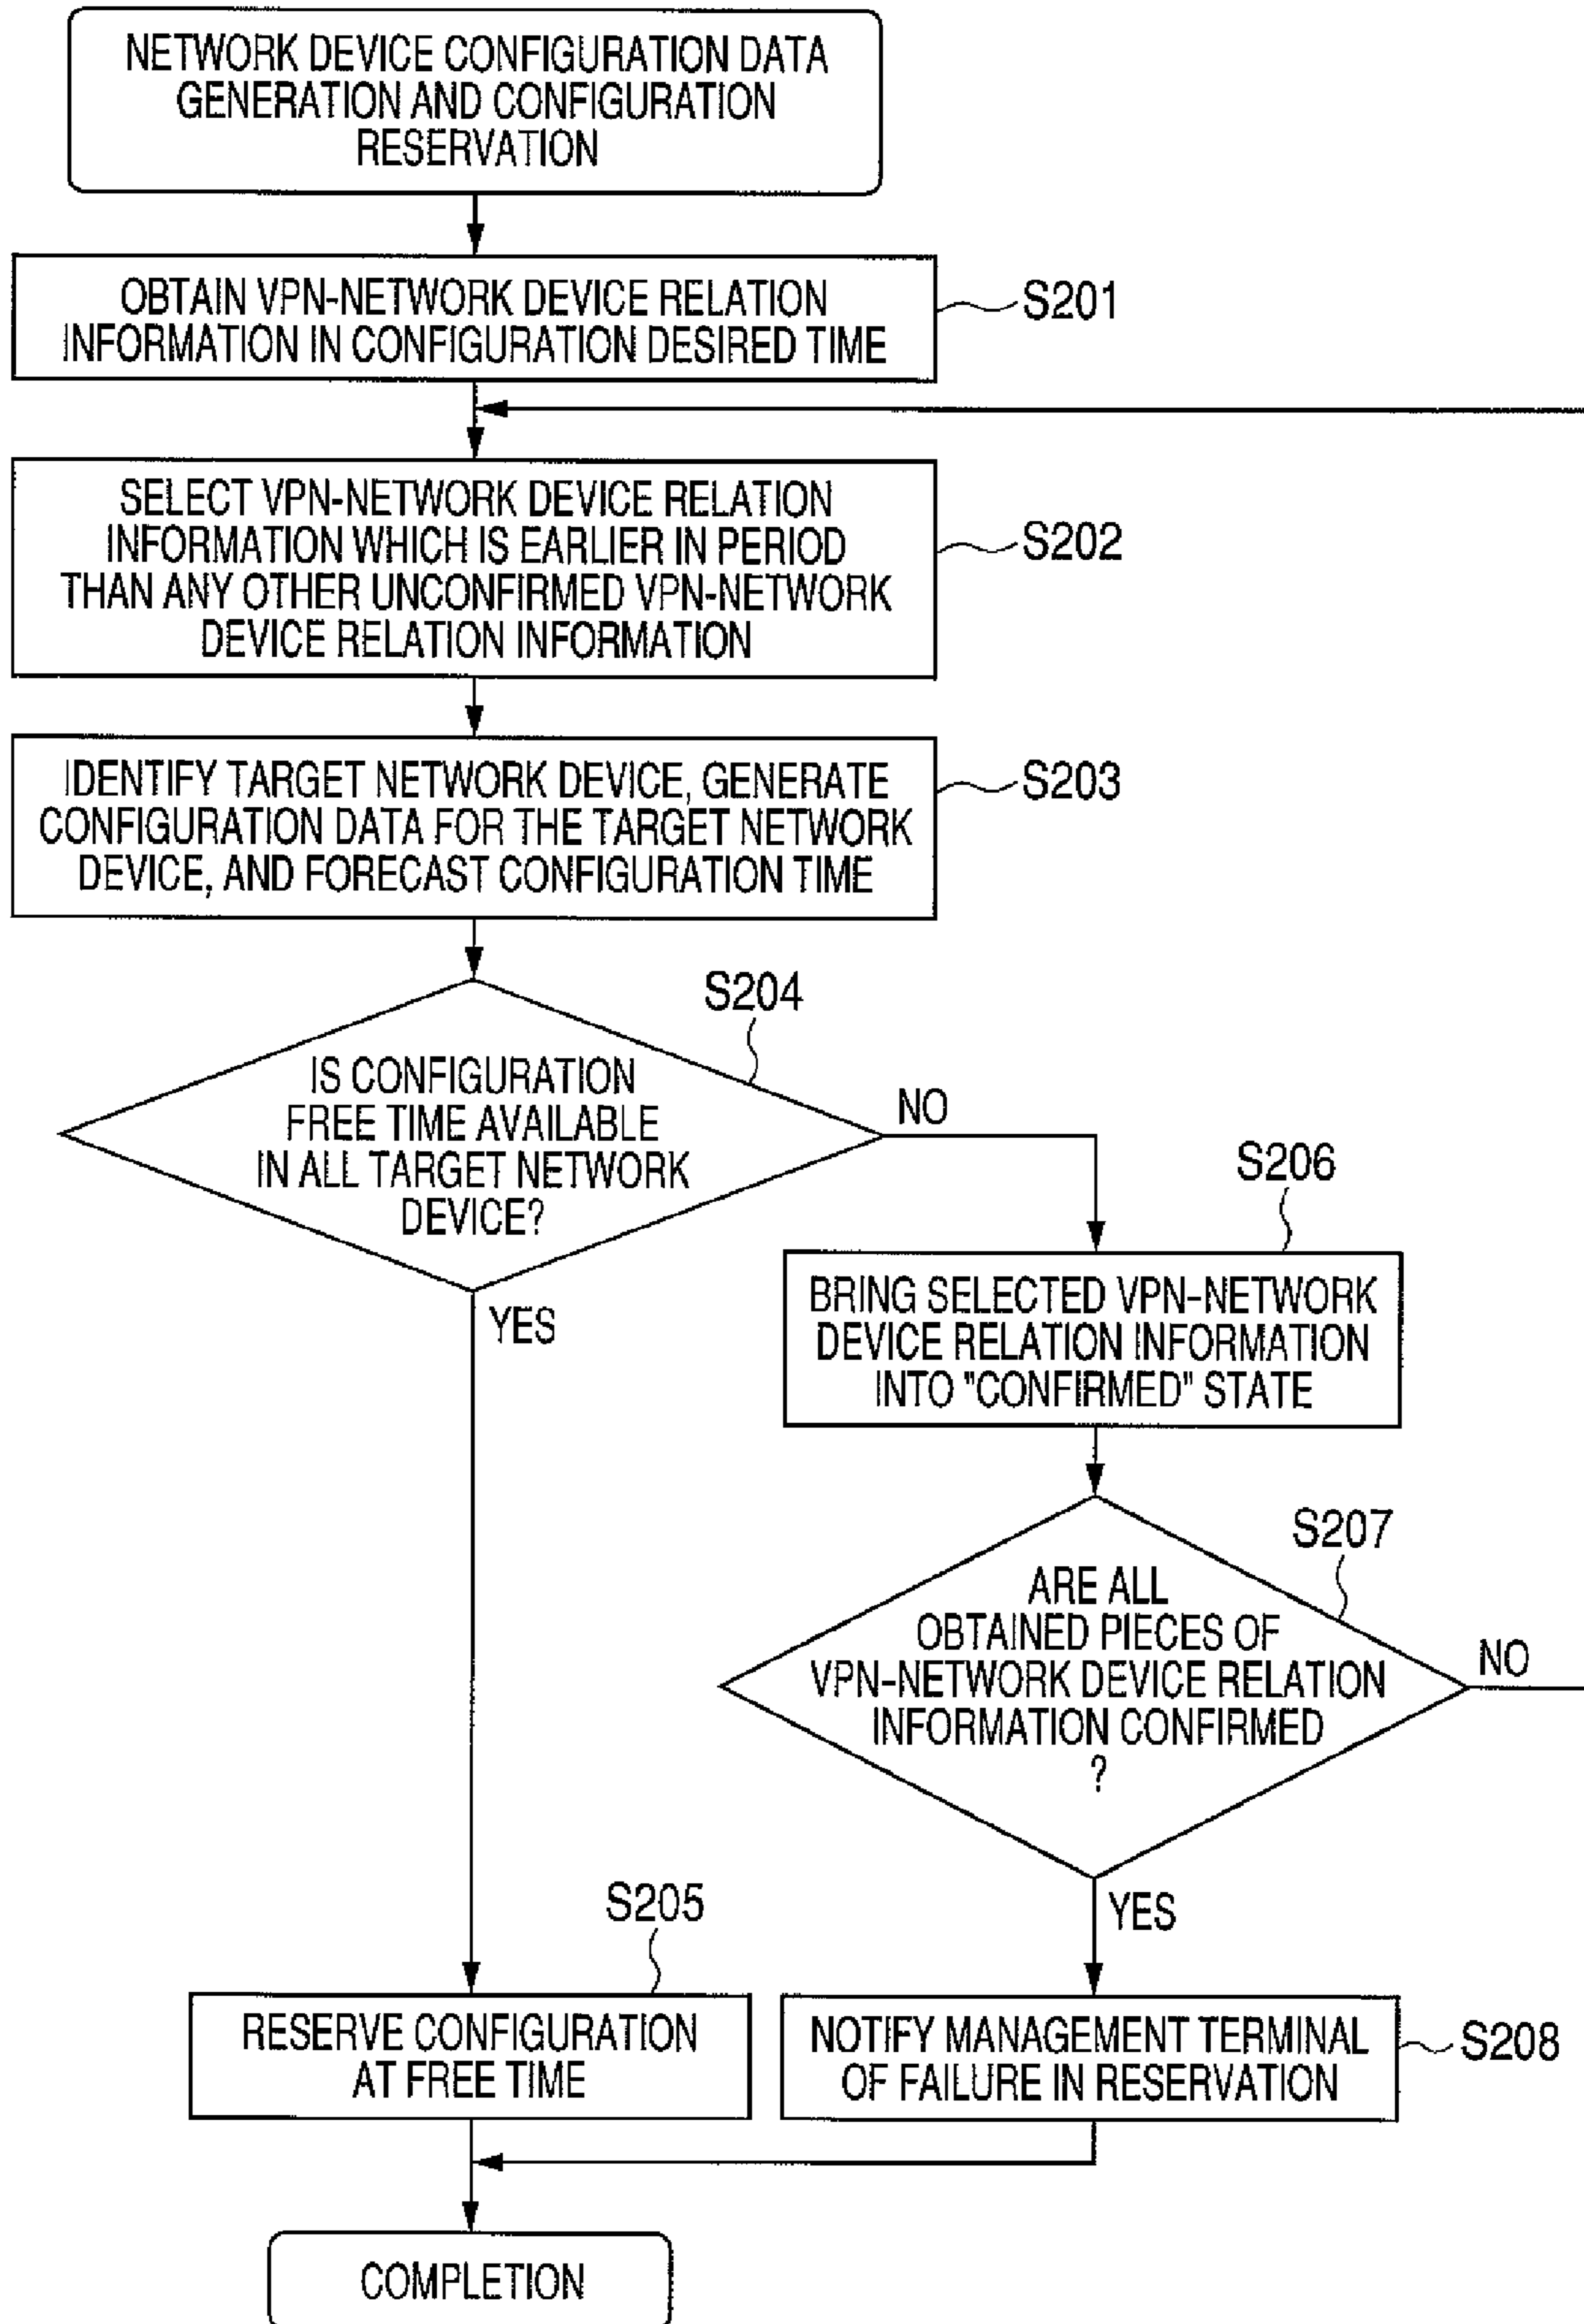 NETWORK DEVICE CONFIGURATION DATA
GENERATION AND CONFIGURATION
RESERVATION
OBTAIN VPN-NETWORK DEVICE RELATION
INFORMATION IN CONFIGURATION DESIRED TIME
S201
SELECT VPN-NETWORK DEVICE RELATION
INFORMATION WHICH IS EARLIER IN PERIOD
THAN ANY OTHER UNCONFIRMED VPN-NETWORK
DEVICE RELATION INFORMATION
S202
IDENTIFY TARGET NETWORK DEVICE, GENERATE
CONFIGURATION DATA FOR THE TARGET NETWORK
DEVICE, AND FORECAST CONFIGURATION TIME
S203
S204
IS CONFIGURATION
FREE TIME AVAILABLE
IN ALL TARGET NETWORK
DEVICE?
NO
YES
S206
BRING SELECTED VPN-NETWORK
DEVICE RELATION INFORMATION
INTO "CONFIRMED" STATE
S207
ARE ALL
OBTAINED PIECES OF
VPN-NETWORK DEVICE RELATION
INFORMATION CONFIRMED
?
NO
YES
S205
RESERVE CONFIGURATION
AT FREE TIME
NOTIFY MANAGEMENT TERMINAL
OF FAILURE IN RESERVATION
S208
COMPLETION